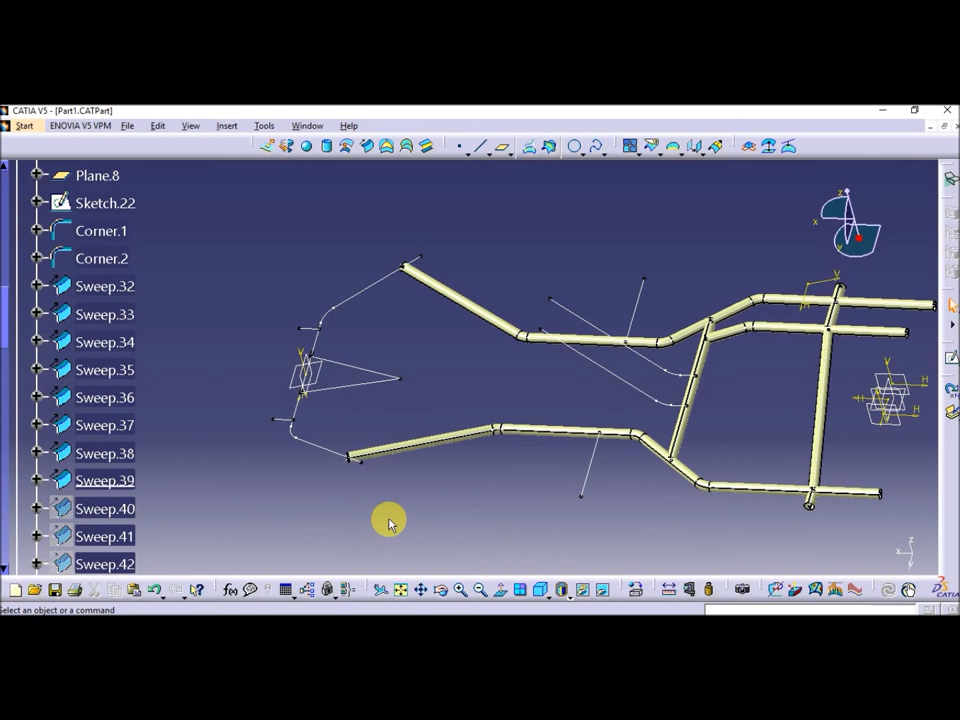 CATIA V5 - [Part1.CATPart]
Start ENOVIA V5 VPM File Edit View Insert Tools Window Help
Plane.8
Sketch.22
Corner.1
Corner.2
Sweep.32
Sweep.33
Sweep.34
Sweep.35
Sweep.36
Sweep.37
Sweep.38
Sweep.39
Sweep.40
Sweep.41
Sweep.42
z
x
y
V
H
V
V
H
H
H
z
x
y
f(x)
CATIA
Select an object or a command